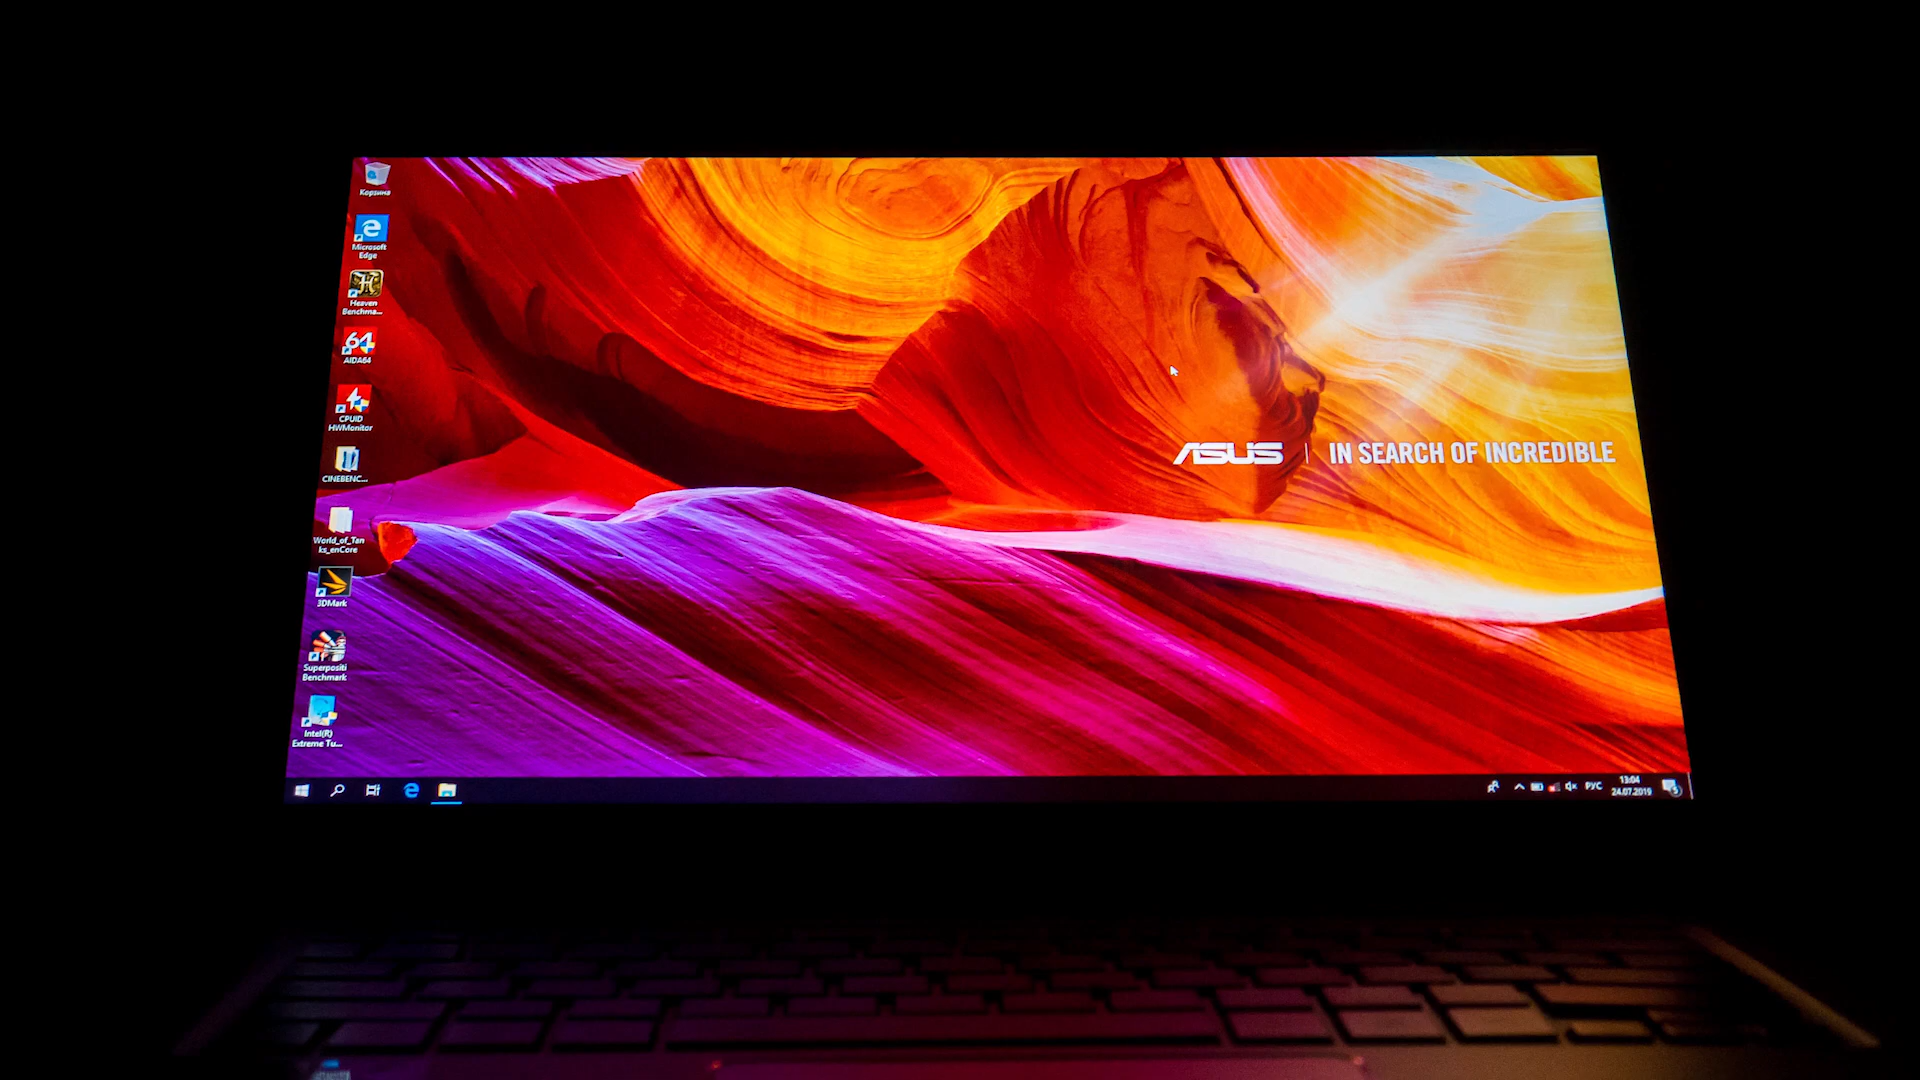 Корзина
Microsoft
Edge
Heaven
Benchma...
64
AIDA64
CPUID
HWMonitor
CINEBENC...
World_of_Tan
ks_enCore
3DMark
Superpositi
Benchmark
Intel(R)
Extreme Tu...
ASUS | IN SEARCH OF INCREDIBLE
РУС
13:04
24.07.2019